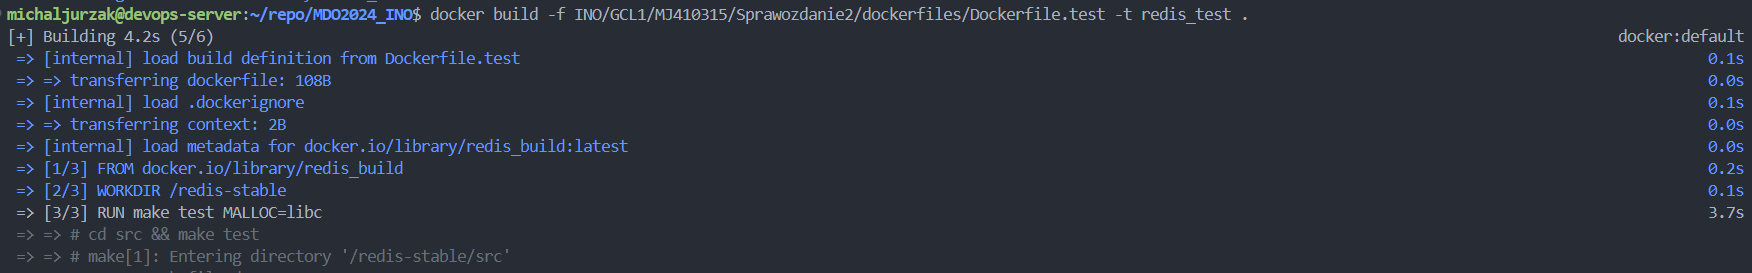 michaljurzak@devops-server:~/repo/MDO2024_INO$ docker build -f INO/GCL1/MJ410315/Sprawozdanie2/dockerfiles/Dockerfile.test -t redis_test .
[+] Building 4.2s (5/6) docker:default
=> [internal] load build definition from Dockerfile.test 0.1s
=> => transferring dockerfile: 108B 0.0s
=> [internal] load .dockerignore 0.1s
=> => transferring context: 2B 0.0s
=> [internal] load metadata for docker.io/library/redis_build:latest 0.0s
=> [1/3] FROM docker.io/library/redis_build 0.2s
=> [2/3] WORKDIR /redis-stable 0.1s
=> [3/3] RUN make test MALLOC=libc 3.7s
=> => # cd src && make test
=> => # make[1]: Entering directory '/redis-stable/src'